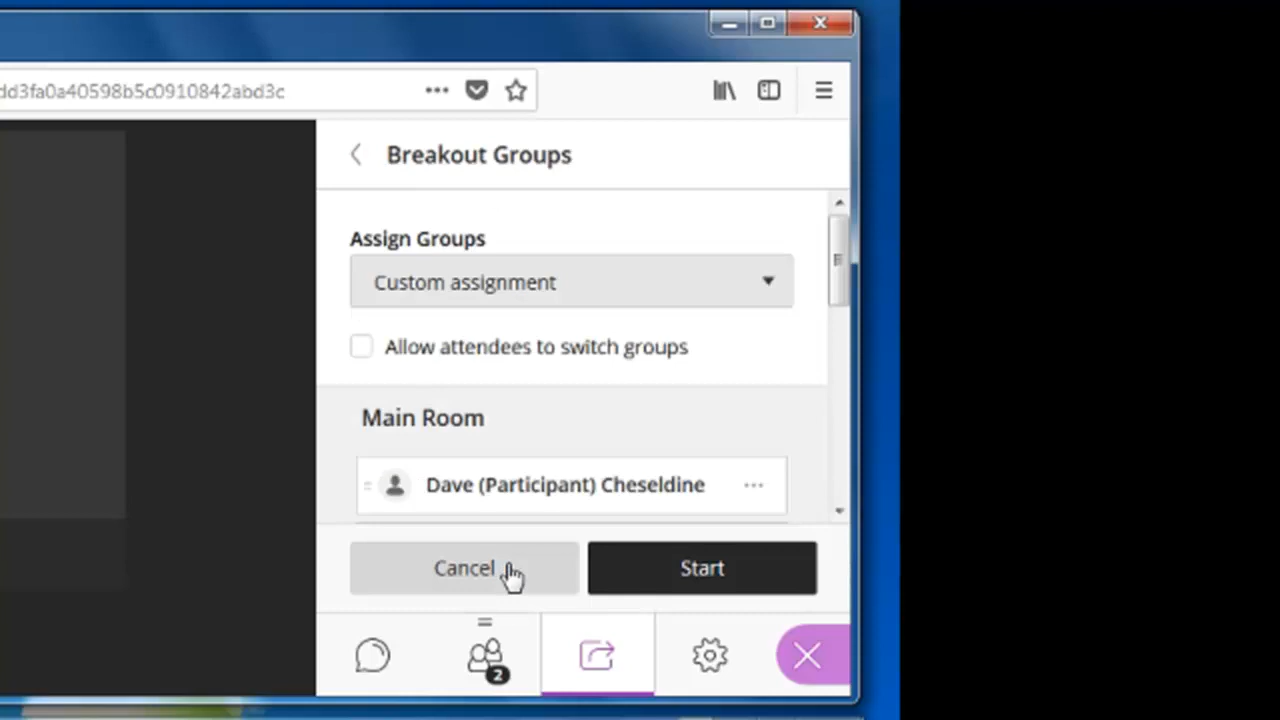 dd3fa0a40598b5c0910842abd3c
Breakout Groups
Assign Groups
Custom assignment
Allow attendees to switch groups
Main Room
Dave (Participant) Cheseldine
Cancel
Start
2